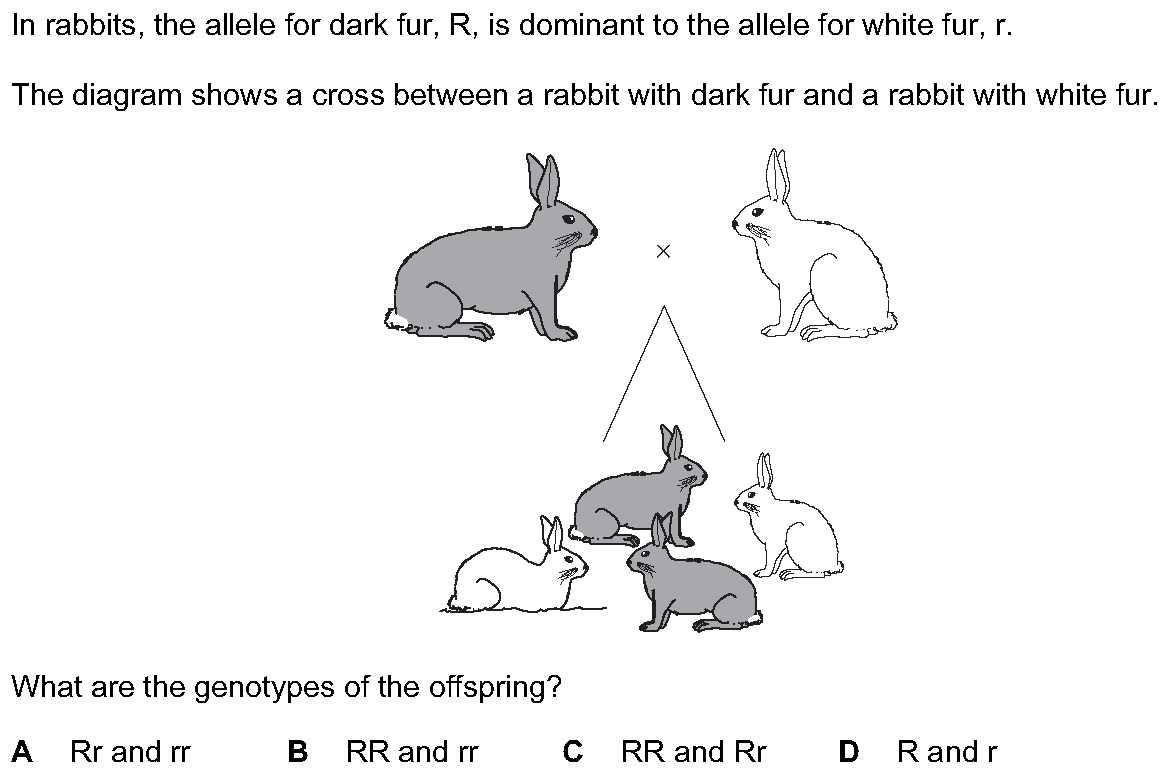 In rabbits, the allele for dark fur, R, is dominant to the allele for white fur, r.
The diagram shows a cross between a rabbit with dark fur and a rabbit with white fur.
×
What are the genotypes of the offspring?
A Rr and rr B RR and rr C RR and Rr D R and r